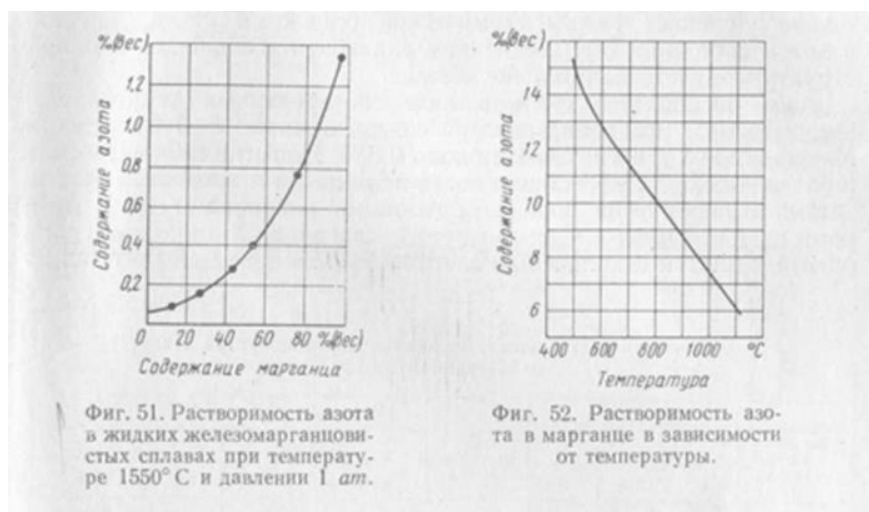 %(вес)
1,2
1,0
0,8
0,6
0,4
0,2
Содержание азота
0 20 40 60 80 %(вес)
Содержание марганца
Фиг. 51. Растворимость азота
в жидких железомарганцови-
стых сплавах при температу-
ре 1550° С и давлении 1 ат.
%(вес)
14
12
10
8
6
Содержание азота
400 600 800 1000 °C
Температура
Фиг. 52. Растворимость азо-
та в марганце в зависимости
от температуры.